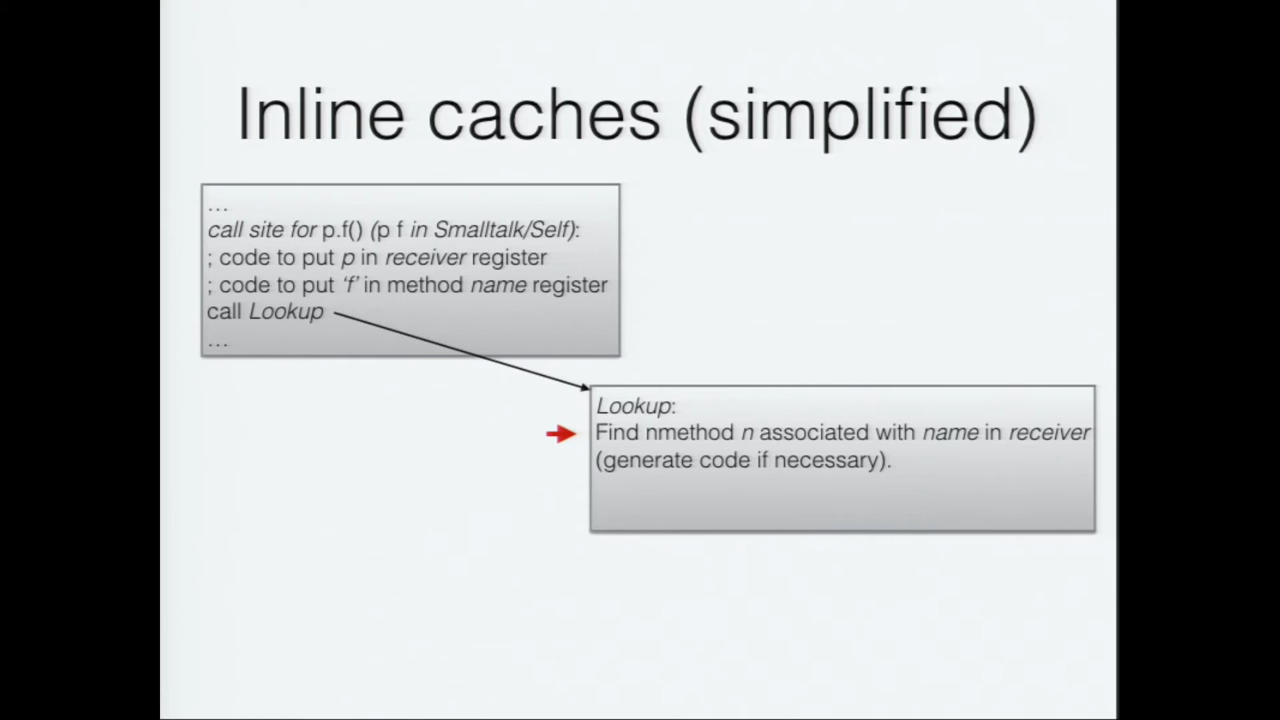 Inline caches (simplified)
…
call site for p.f() (p f in Smalltalk/Self):
; code to put p in receiver register
; code to put ‘f’ in method name register
call Lookup
…
Lookup:
Find nmethod n associated with name in receiver
(generate code if necessary).